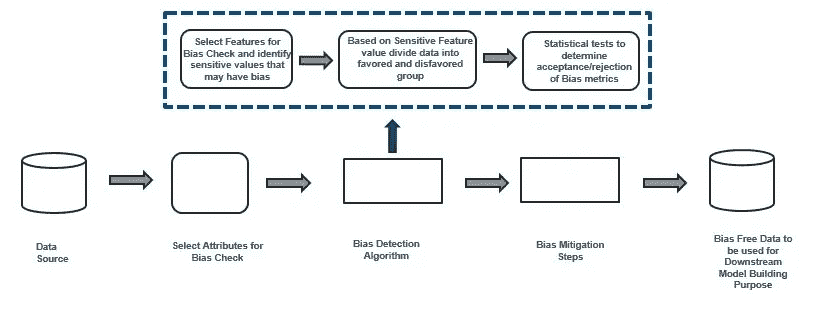 Select Features for
Bias Check and identify
sensitive values that
may have bias
Based on Sensitive Feature
value divide data into
favored and disfavored
group
Statistical tests to
determine
acceptance/rejection
of Bias metrics
Data
Source
Select Attributes for
Bias Check
Bias Detection
Algorithm
Bias Mitigation
Steps
Bias Free Data to
be used for
Downstream
Model Building
Purpose